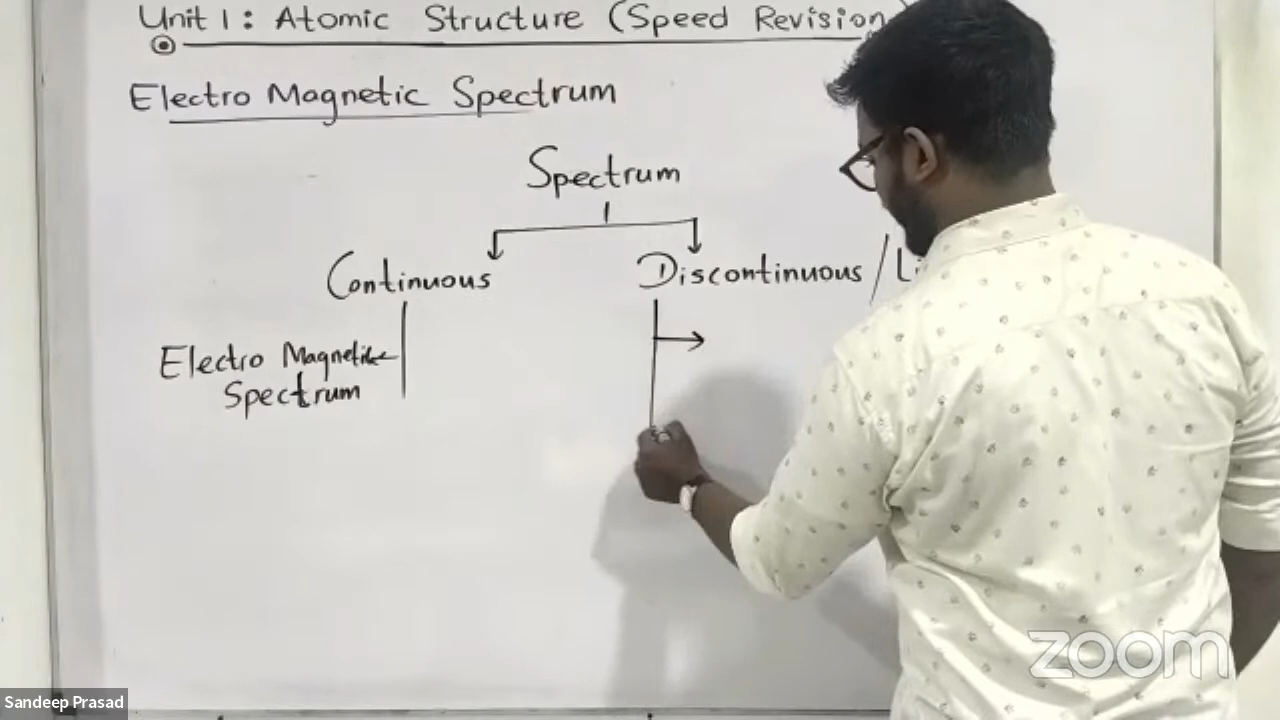 Unit 1: Atomic Structure (Speed Revision
Electro Magnetic Spectrum
Spectrum
Continuous Discontinuous /
Electro Magnetic
Spectrum
zoom
Sandeep Prasad